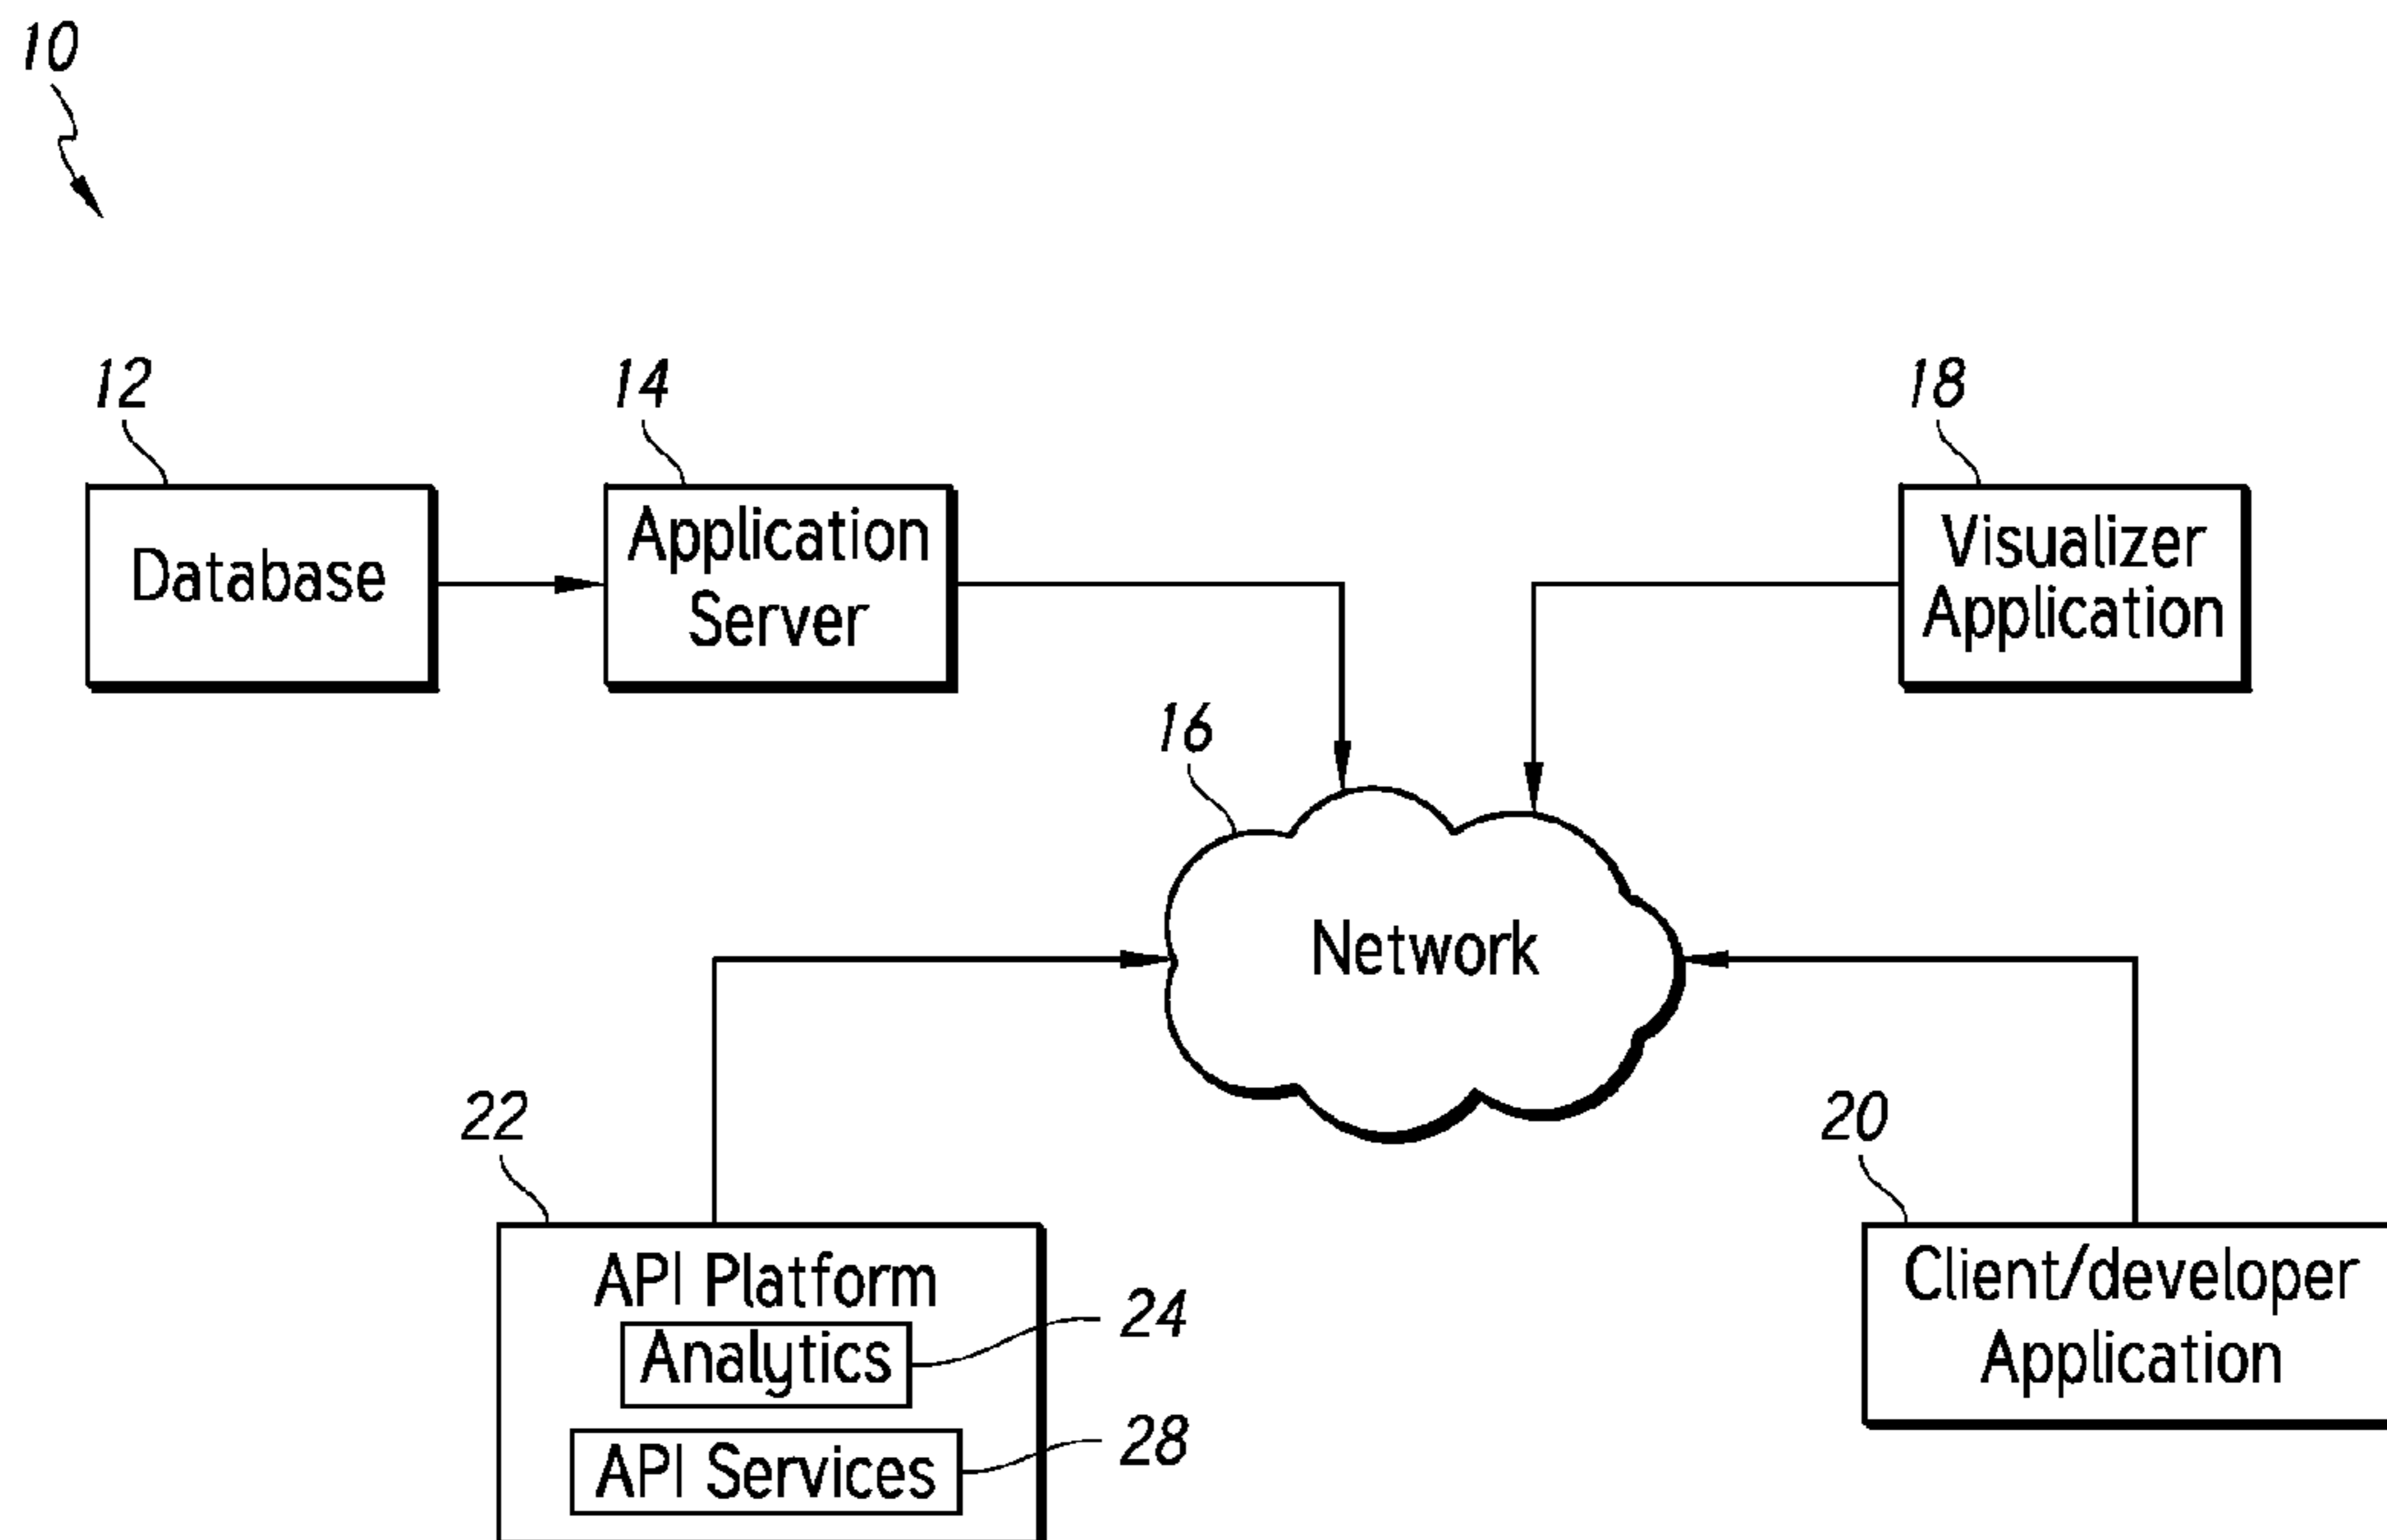 10
12
14
18
Database
Application
Server
Visualizer
Application
16
Network
22
20
API Platform
Analytics
24
API Services
28
Client/developer
Application